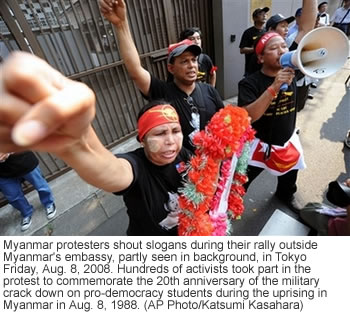 Myanmar protesters shout slogans during their rally outside
Myanmar's embassy, partly seen in background, in Tokyo
Friday, Aug. 8, 2008. Hundreds of activists took part in the
protest to commemorate the 20th anniversary of the military
crack down on pro-democracy students during the uprising in
Myanmar in Aug. 8, 1988. (AP Photo/Katsumi Kasahara)